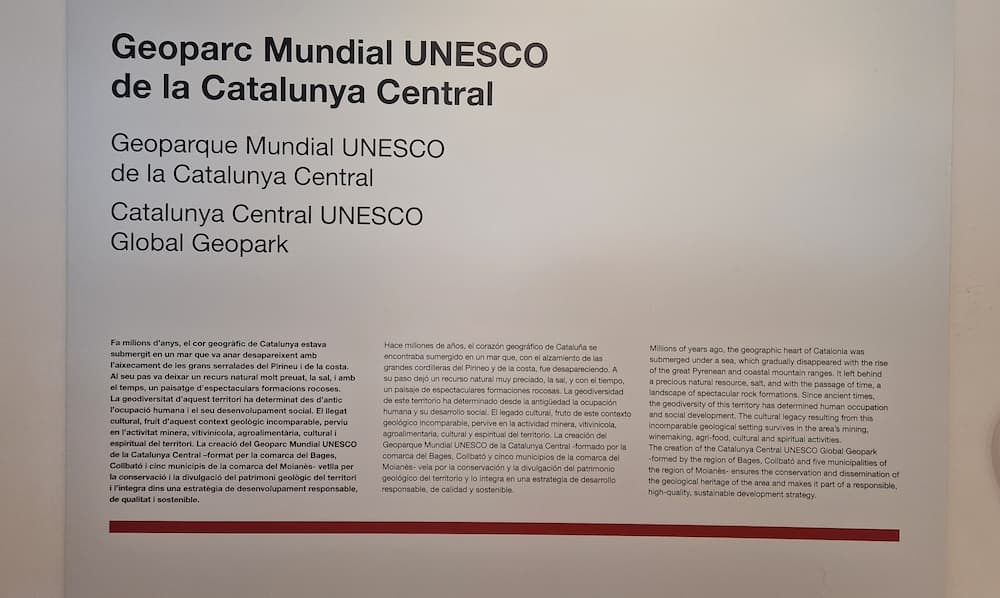 Geoparc Mundial UNESCO
de la Catalunya Central
Geoparque Mundial UNESCO
de la Catalunya Central
Catalunya Central UNESCO
Global Geopark
Fa milions d'anys, el cor geogràfic de Catalunya estava
submergit en un mar que va anar desapareixent amb
l'aixecament de les grans serralades del Pirineu i de la costa.
Al seu pas va deixar un recurs natural molt preuat, la sal, i amb
el temps, un paisatge d'espectaculars formacions rocoses.
La geodiversitat d'aquest territori ha determinat des d'antic
l'ocupació humana i el seu desenvolupament social. El llegat
cultural, fruit d'aquest context geològic incomparable, perviu
en l'activitat minera, vitivinícola, agroalimentària, cultural i
espiritual del territori. La creació del Geoparc Mundial UNESCO
de la Catalunya Central –format per la comarca del Bages,
Collbató i cinc municipis de la comarca del Moianès- vetlla per
la conservació i la divulgació del patrimoni geològic del territori
i l'integra dins una estratègia de desenvolupament responsable,
de qualitat i sostenible.
Hace millones de años, el corazón geográfico de Cataluña se
encontraba sumergido en un mar que, con el alzamiento de las
grandes cordilleras del Pirineo y de la costa, fue desapareciendo. A
su paso dejó un recurso natural muy preciado, la sal, y con el tiempo,
un paisaje de espectaculares formaciones rocosas. La geodiversidad
de este territorio ha determinado desde la antigüedad la ocupación
humana y su desarrollo social. El legado cultural, fruto de este contexto
geológico incomparable, pervive en la actividad minera, vitivinícola,
agroalimentaria, cultural y espiritual del territorio. La creación del
Geoparque Mundial UNESCO de la Catalunya Central -formado por la
comarca del Bages, Collbató y cinco municipios de la comarca del
Moianès- vela por la conservación y la divulgación del patrimonio
geológico del territorio y lo integra en una estrategia de desarrollo
responsable, de calidad y sostenible.
Millions of years ago, the geographic heart of Catalonia was
submerged under a sea, which gradually disappeared with the rise
of the great Pyrenean and coastal mountain ranges. It left behind
a precious natural resource, salt, and with the passage of time, a
landscape of spectacular rock formations. Since ancient times,
the geodiversity of this territory has determined human occupation
and social development. The cultural legacy resulting from this
incomparable geological setting survives in the area's mining,
winemaking, agri-food, cultural and spiritual activities.
The creation of the Catalunya Central UNESCO Global Geopark
-formed by the region of Bages, Collbató and five municipalities of
the region of Moianès- ensures the conservation and dissemination of
the geological heritage of the area and makes it part of a responsible,
high-quality, sustainable development strategy.